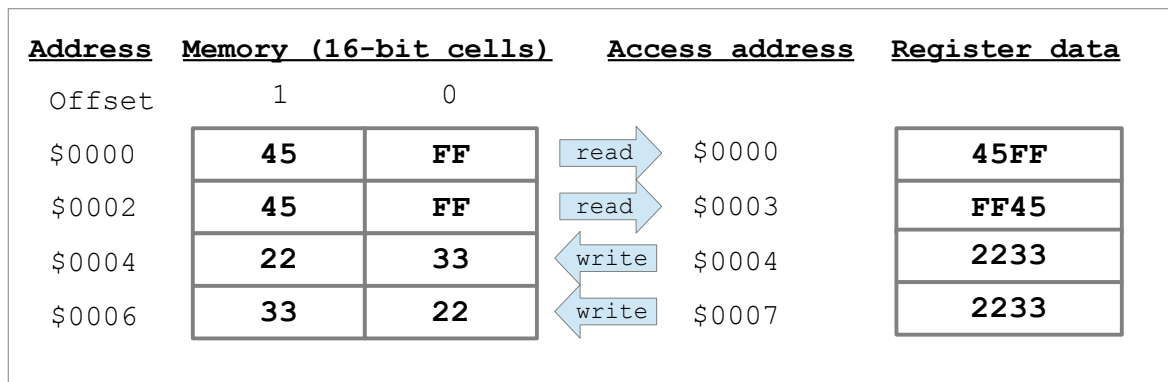 Address Memory (16-bit cells) Access address Register data
Offset 1 0
$0000 45 FF read $0000 45FF
$0002 45 FF read $0003 FF45
$0004 22 33 write $0004 2233
$0006 33 22 write $0007 2233